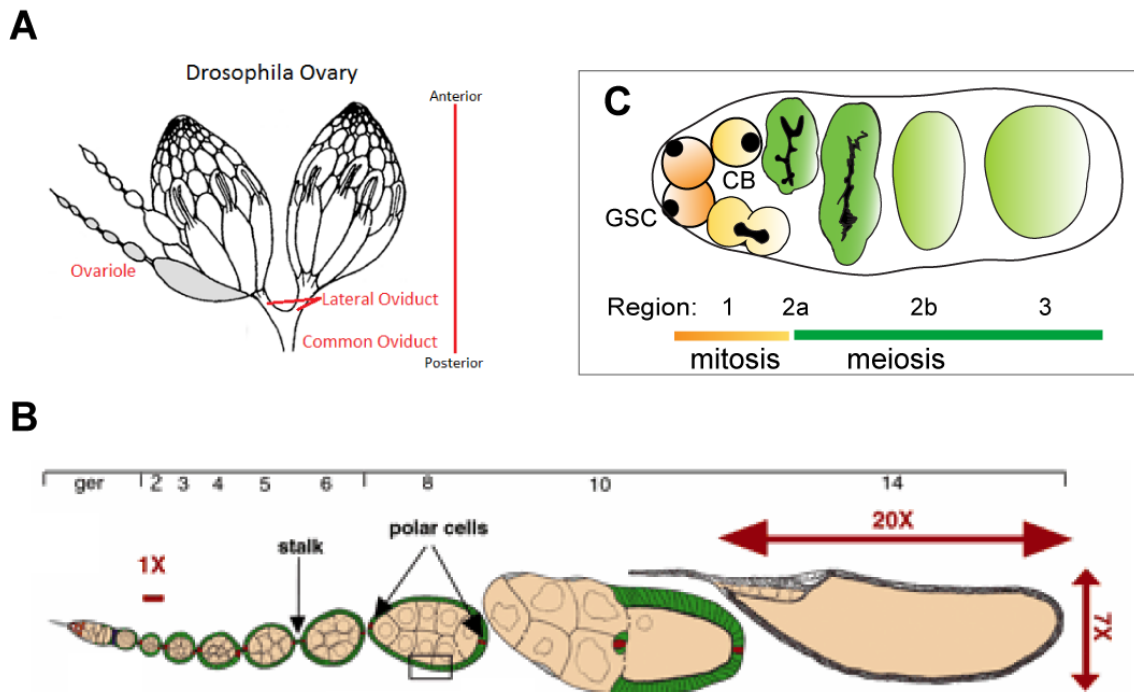 A
Drosophila Ovary
Anterior
Ovariole
Lateral Oviduct
Common Oviduct
Posterior
C
CB
GSC
Region: 1 2a 2b 3
mitosis meiosis
B
ger 2 3 4 5 6 8 10 14
polar cells
20X
stalk
1X
7X